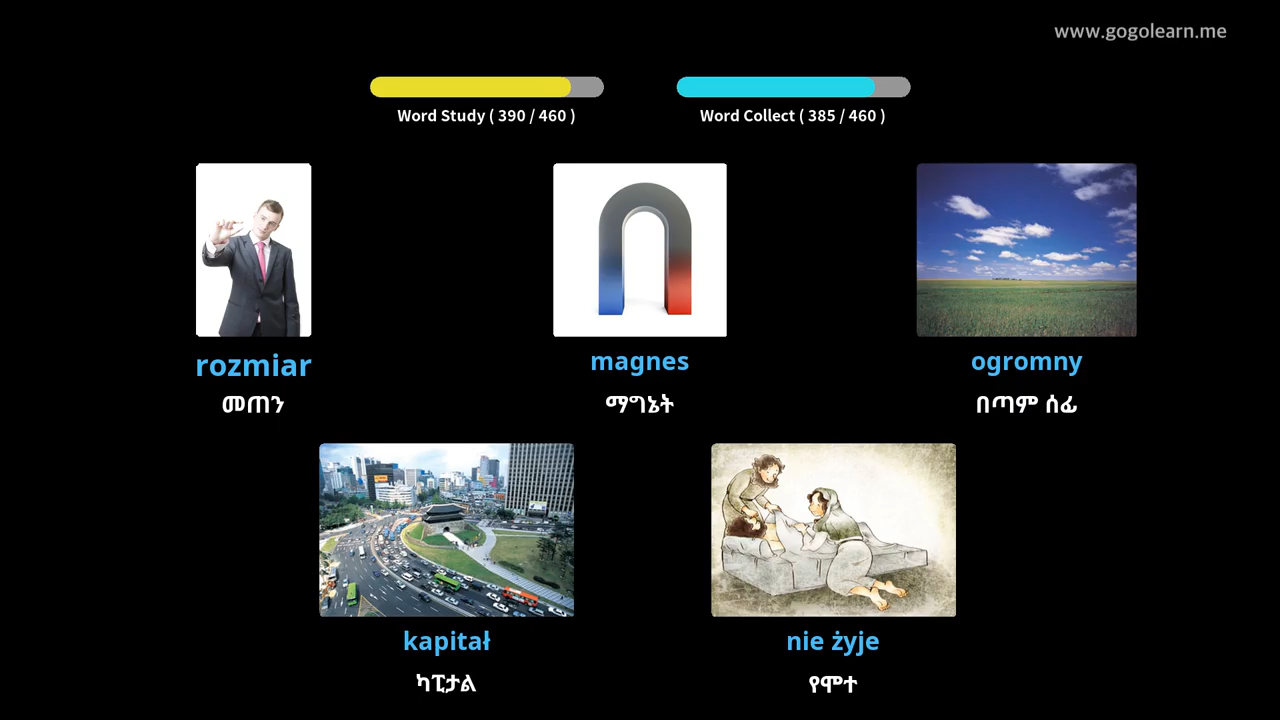 www.gogolearn.me
Word Study ( 390 / 460 )
Word Collect ( 385 / 460 )
rozmiar
መጠን
magnes
ማግኔት
ogromny
በጣም ሰፊ
kapitał
ካፒታል
nie żyje
የሞተ